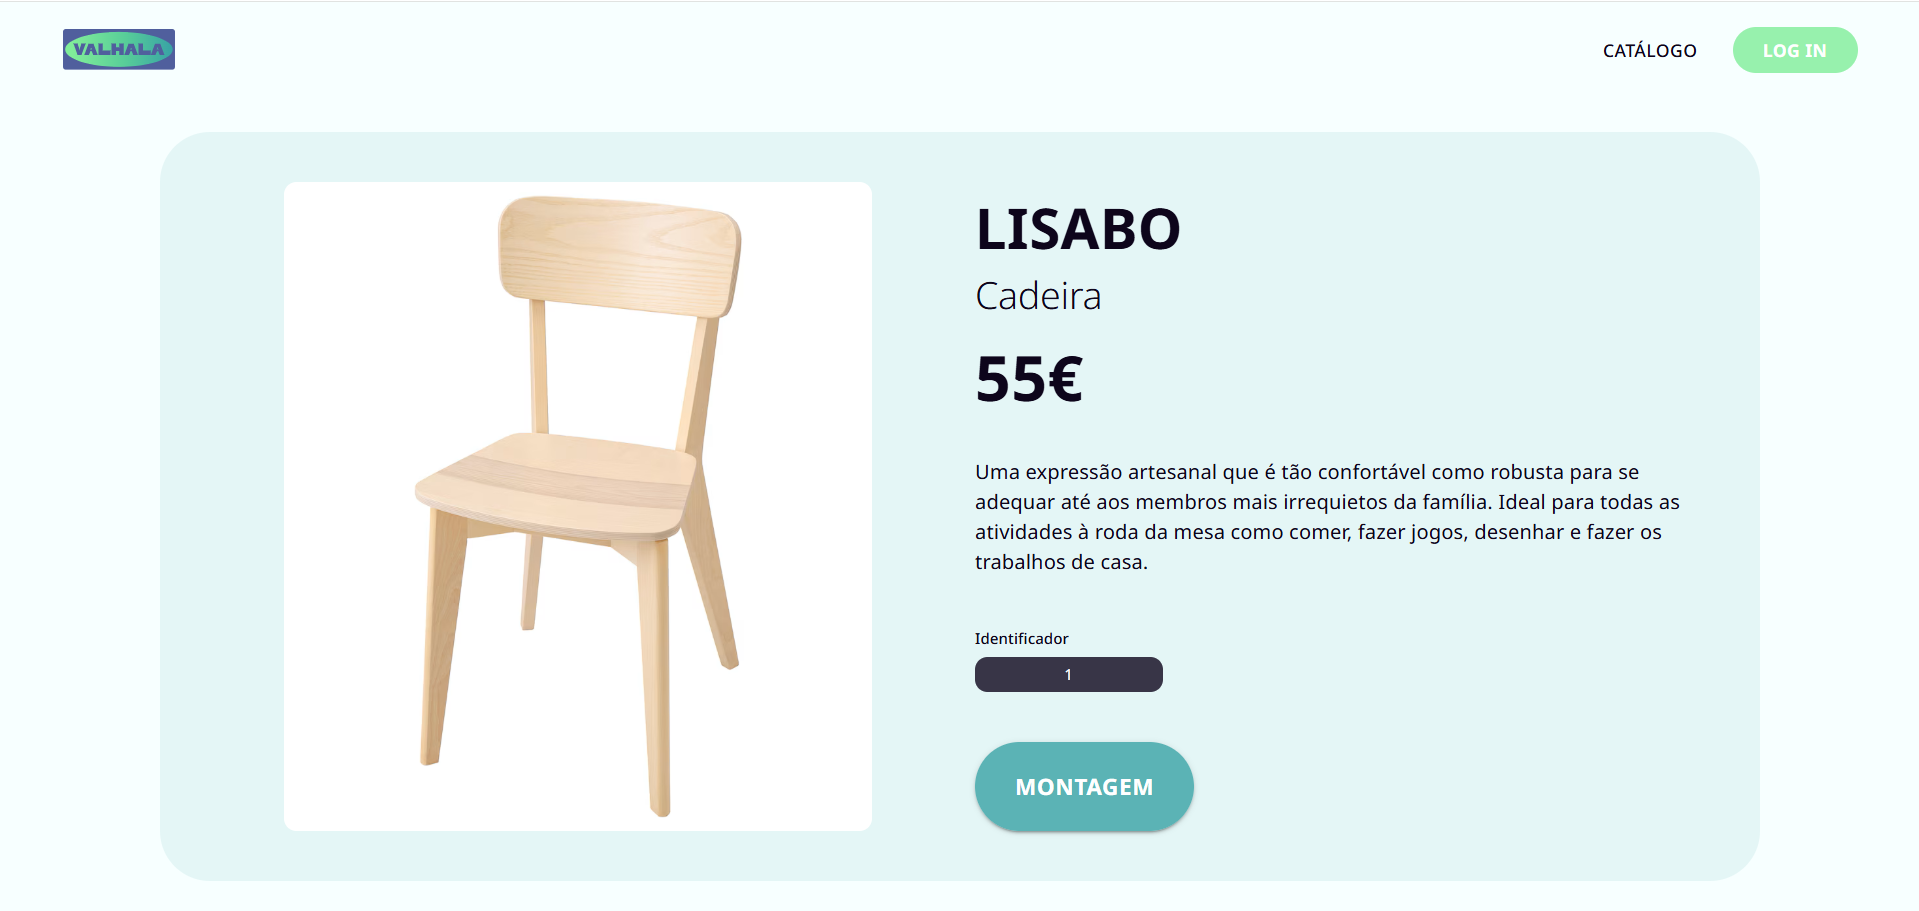 VALHALA
CATÁLOGO
LOG IN
LISABO
Cadeira
55€
Uma expressão artesanal que é tão confortável como robusta para se
adequar até aos membros mais irrequietos da família. Ideal para todas as
atividades à roda da mesa como comer, fazer jogos, desenhar e fazer os
trabalhos de casa.
Identificador
1
MONTAGEM